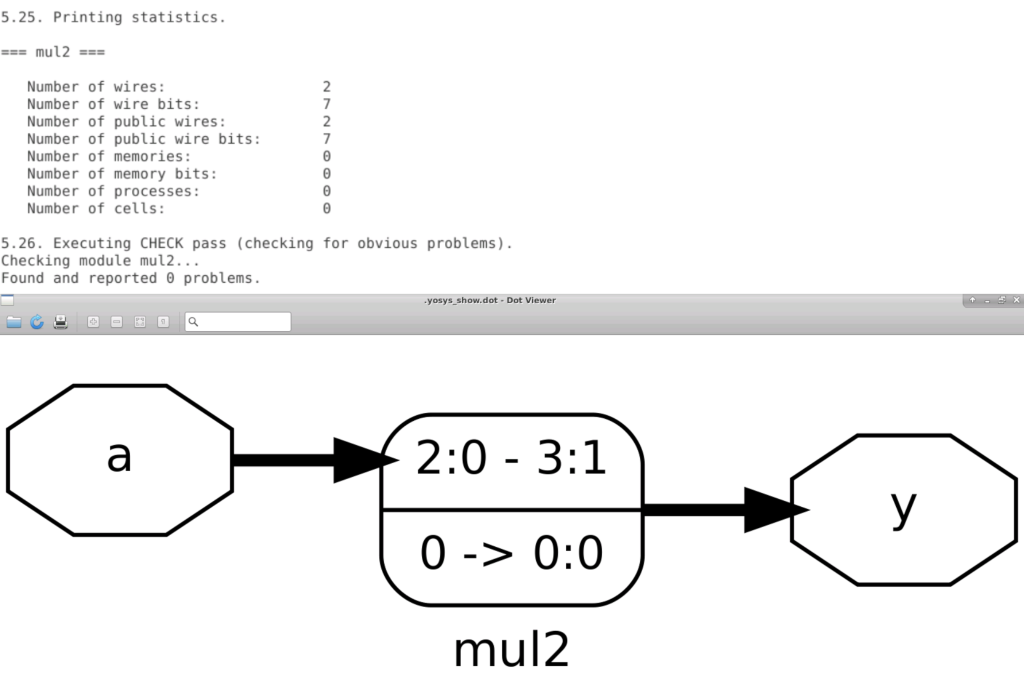 5.25. Printing statistics.
=== mul2 ===
Number of wires: 2
Number of wire bits: 7
Number of public wires: 2
Number of public wire bits: 7
Number of memories: 0
Number of memory bits: 0
Number of processes: 0
Number of cells: 0
5.26. Executing CHECK pass (checking for obvious problems).
Checking module mul2...
Found and reported 0 problems.
.yosys_show.dot - Dot Viewer
a
2:0 - 3:1
0 -> 0:0
y
mul2